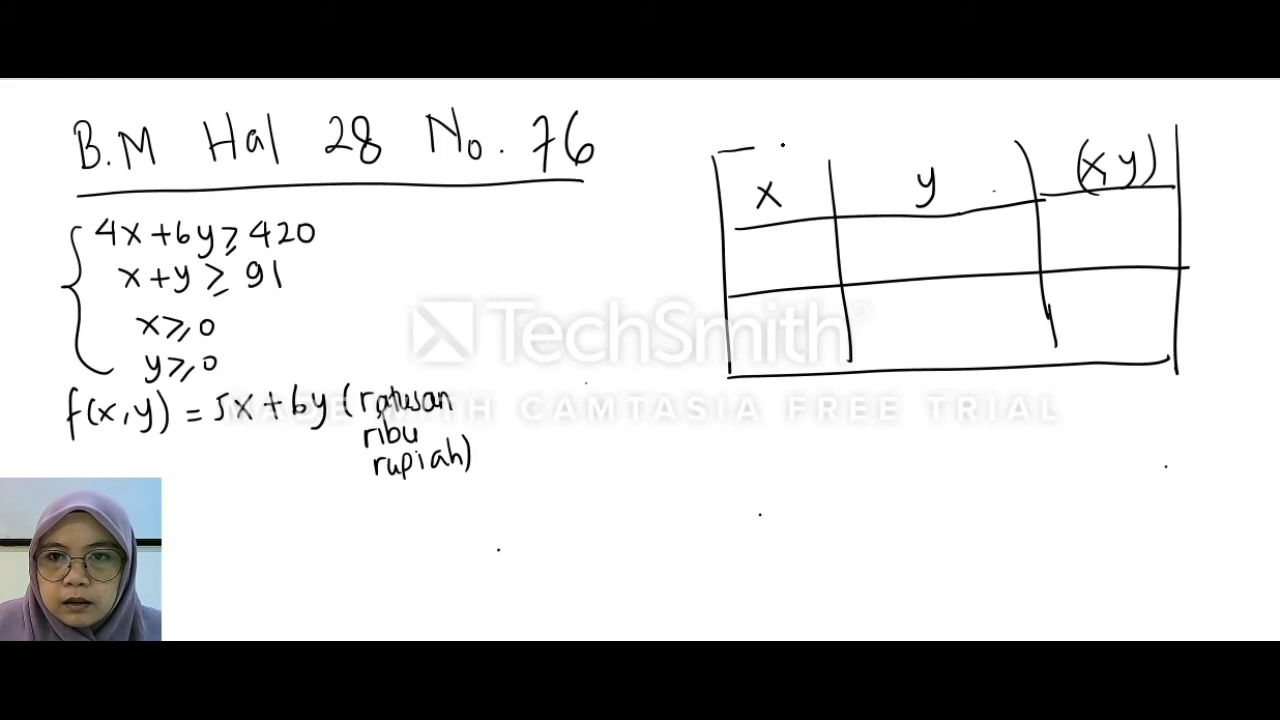 B.M Hal 28 No. 76
4x+6y≥420
x+y≥91
x≥0
y≥0
f(x,y)=5x+6y (ratusan
ribu
rupiah)
x y (x,y)
TechSmith®
MADE WITH CAMTASIA FREE TRIAL